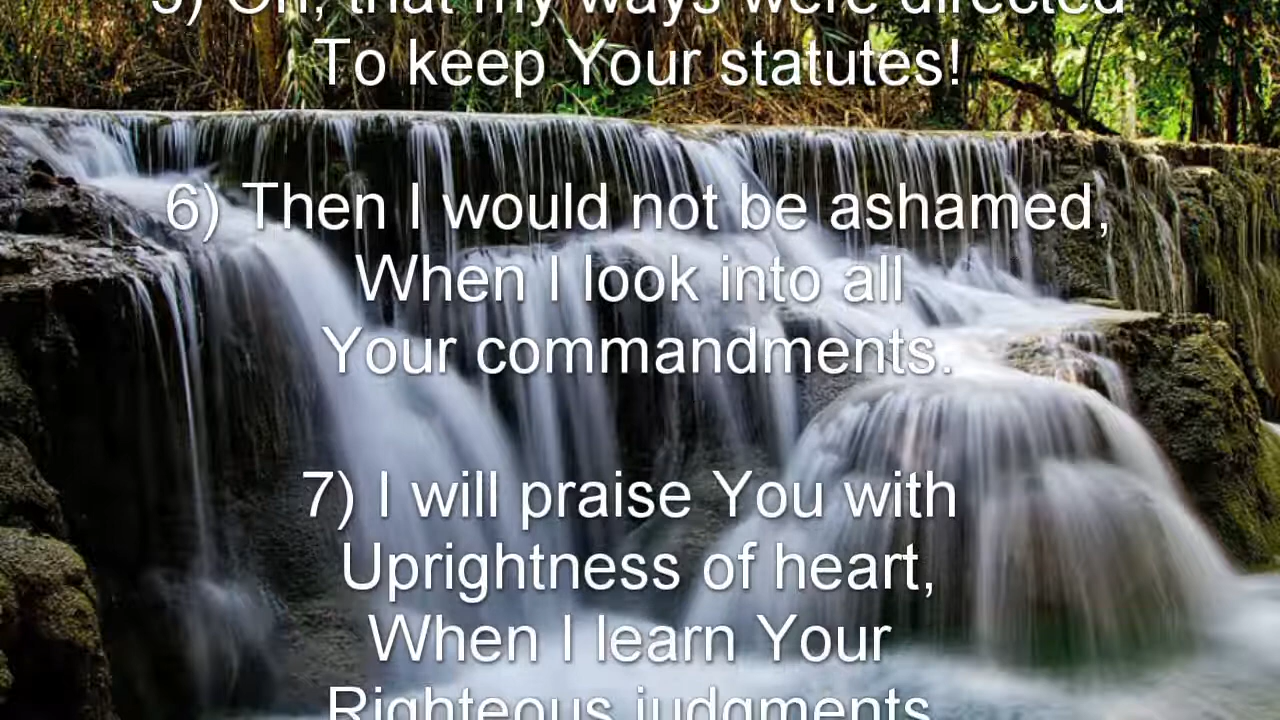 5) Oh, that my ways were directed
To keep Your statutes!
6) Then I would not be ashamed,
When I look into all
Your commandments.
7) I will praise You with
Uprightness of heart,
When I learn Your
Righteous judgments